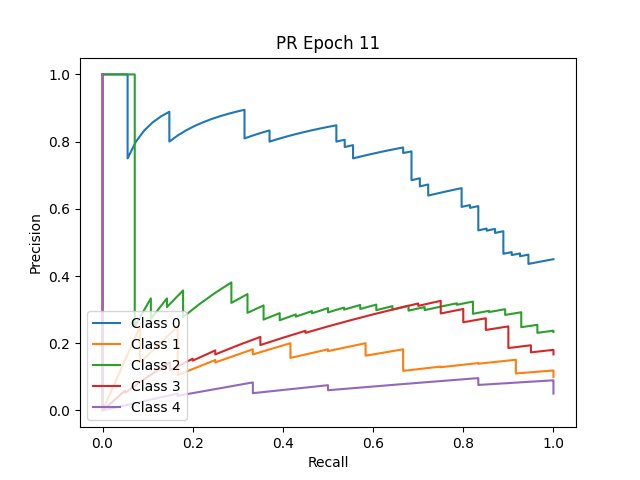 PR Epoch 11
1.0
0.8
0.6
0.4
0.2
0.0
Precision
Class 0
Class 1
Class 2
Class 3
Class 4
0.0 0.2 0.4 0.6 0.8 1.0
Recall